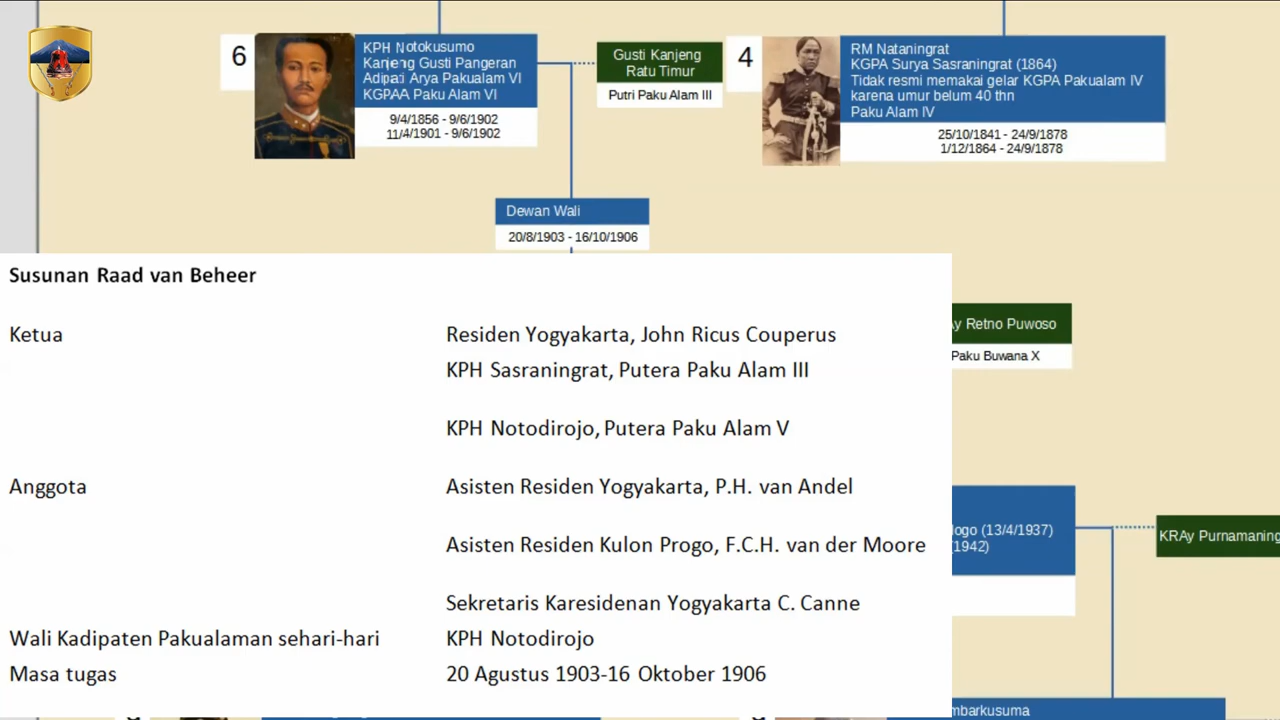 6
KPH Notokusumo
Kanjeng Gusti Pangeran
Adipati Arya Pakualam VI
KGPAA Paku Alam VI
9/4/1856 - 9/6/1902
11/4/1901 - 9/6/1902
Gusti Kanjeng
Ratu Timur
Putri Paku Alam III
4
RM Nataningrat
KGPA Surya Sasraningrat (1864)
Tidak resmi memakai gelar KGPA Pakualam IV
karena umur belum 40 thn
Paku Alam IV
25/10/1841 - 24/9/1878
1/12/1864 - 24/9/1878
Dewan Wali
20/8/1903 - 16/10/1906
Susunan Raad van Beheer
Ketua
Residen Yogyakarta, John Ricus Couperus
KPH Sasraningrat, Putera Paku Alam III
KPH Notodirojo, Putera Paku Alam V
Anggota
Asisten Residen Yogyakarta, P.H. van Andel
Asisten Residen Kulon Progo, F.C.H. van der Moore
Sekretaris Karesidenan Yogyakarta C. Canne
Wali Kadipaten Pakualaman sehari-hari
KPH Notodirojo
Masa tugas
20 Agustus 1903-16 Oktober 1906
Ay Retno Puwoso
Paku Buwana X
logo (13/4/1937)
(1942)
KRAy Purnamaning
mbarkusuma